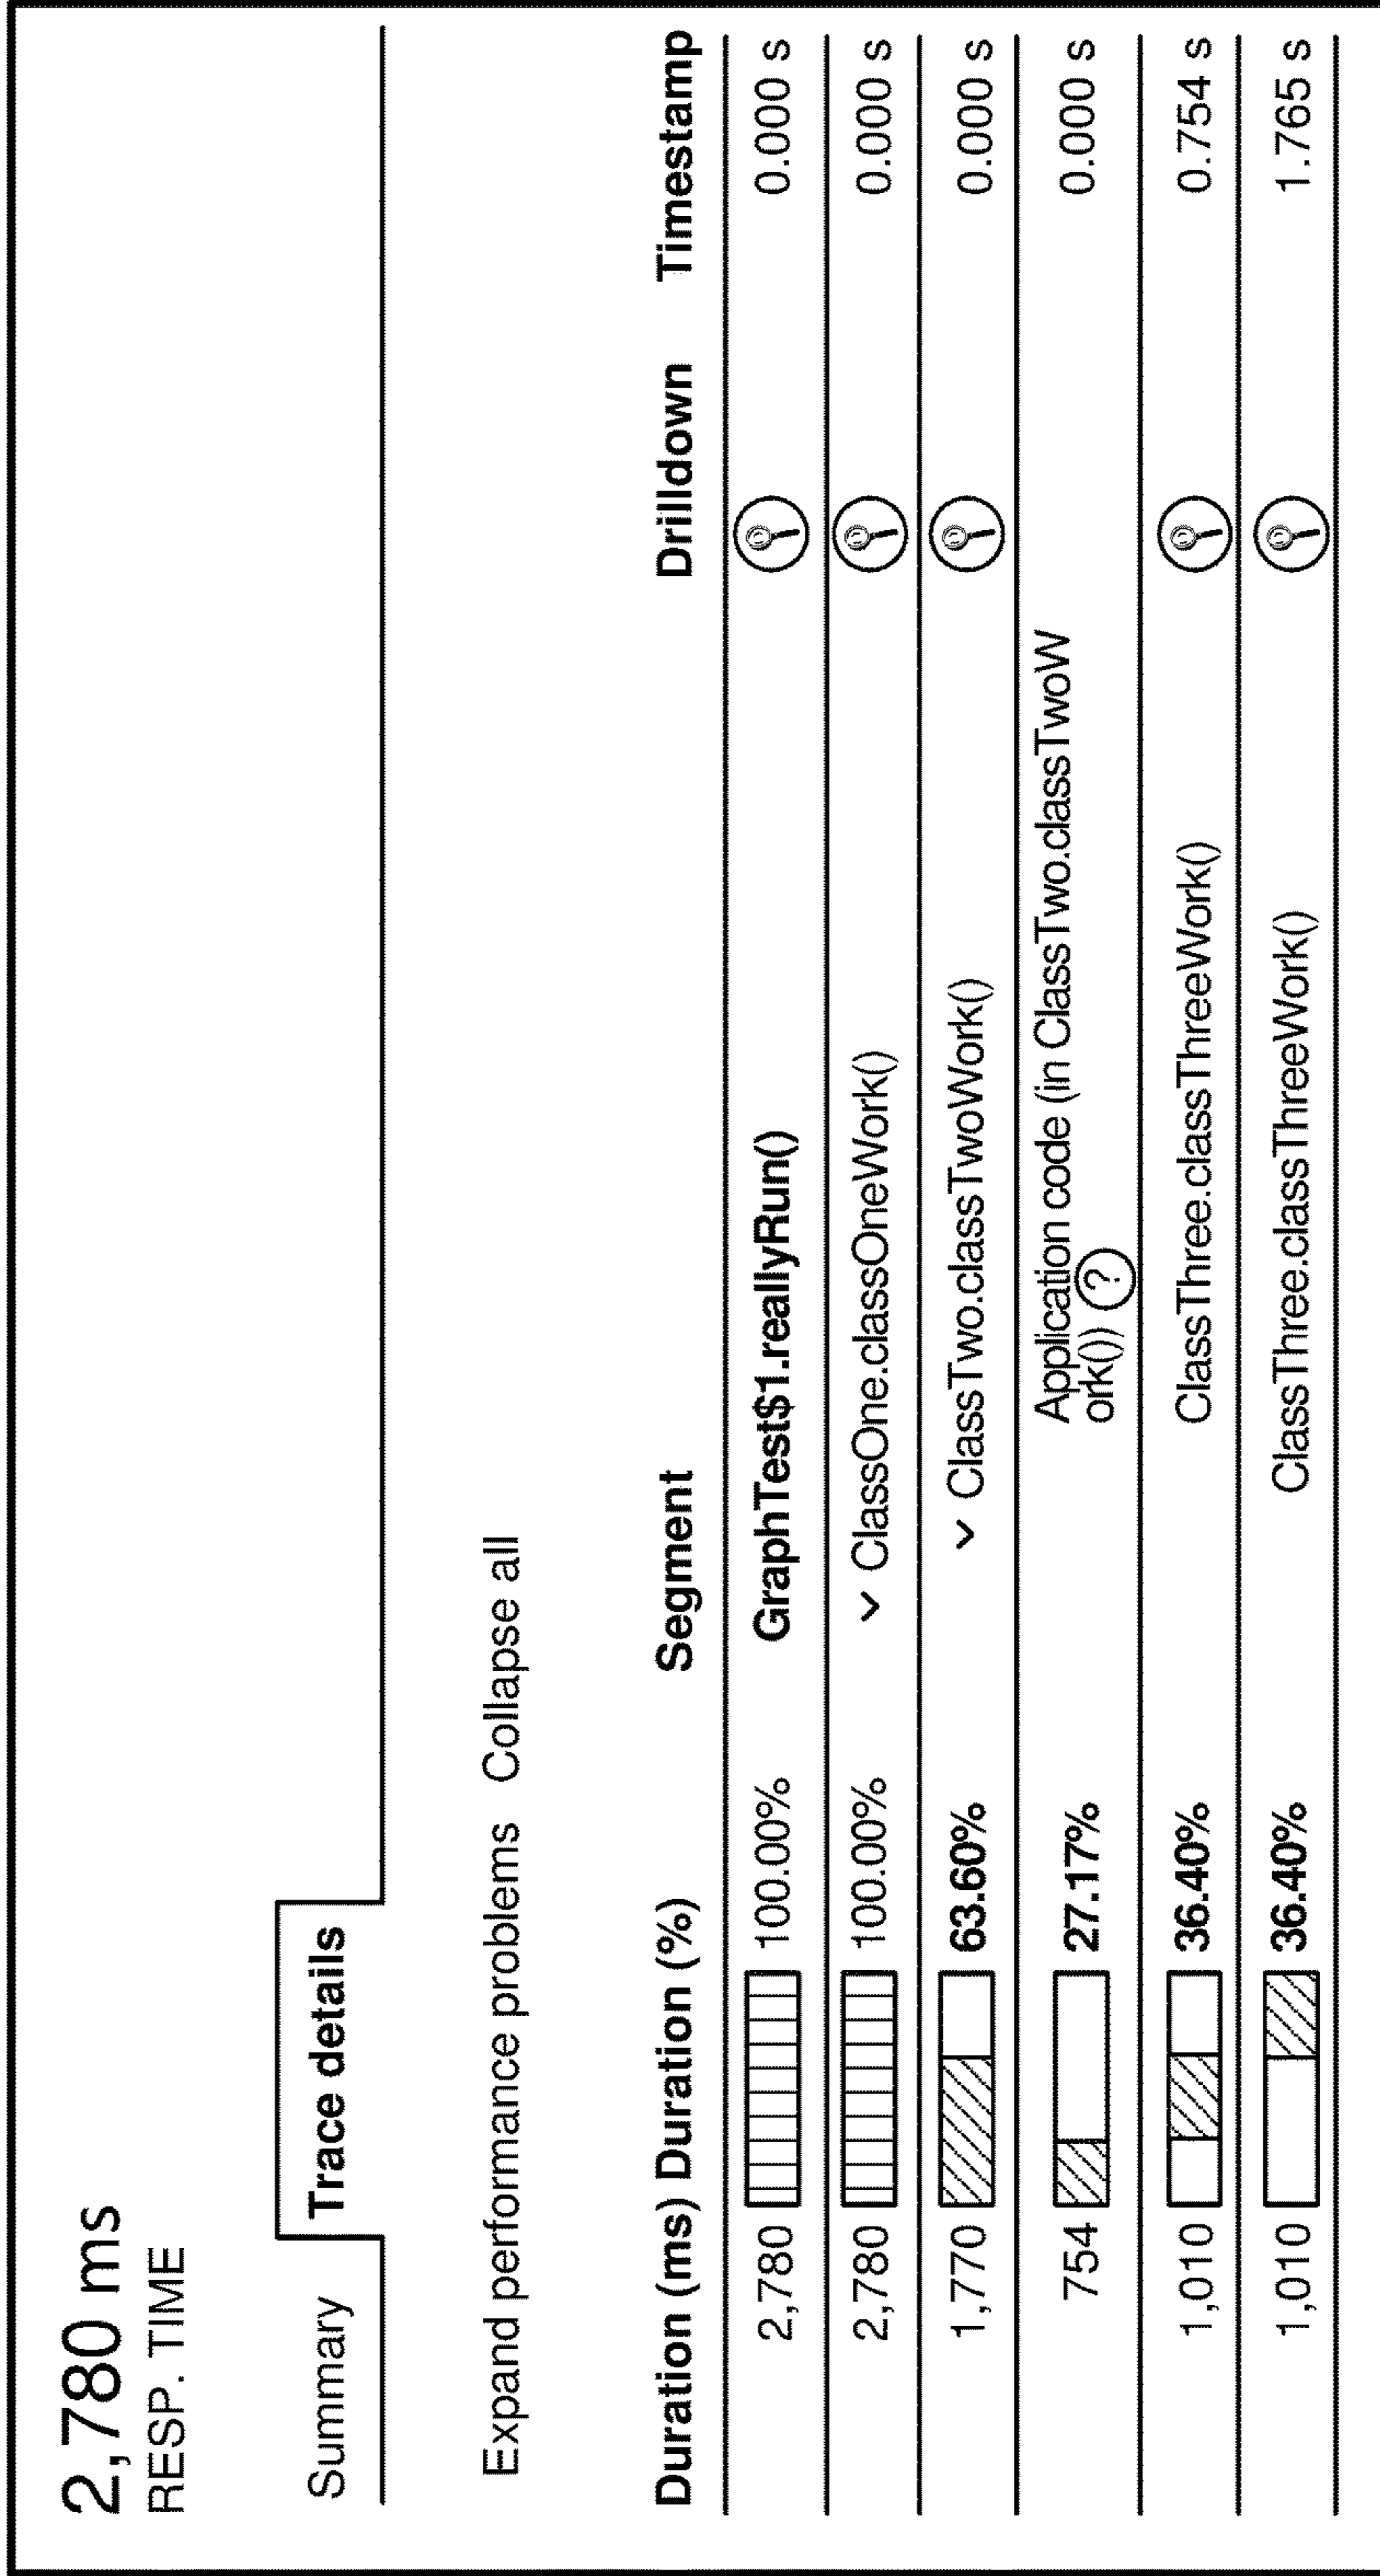 2,780 ms
RESP. TIME
Summary Trace details
Expand performance problems Collapse all
Duration (ms) Duration (%) Segment Drilldown Timestamp
2,780 100.00% GraphTest$1.reallyRun() 0.000 s
2,780 100.00% ClassOne.classOneWork() 0.000 s
1,770 63.60% ClassTwo.classTwoWork() 0.000 s
754 27.17% Application code (in ClassTwo.classTwoW 0.000 s
ork()) ?
1,010 36.40% ClassThree.classThreeWork() 0.754 s
1,010 36.40% ClassThree.classThreeWork() 1.765 s